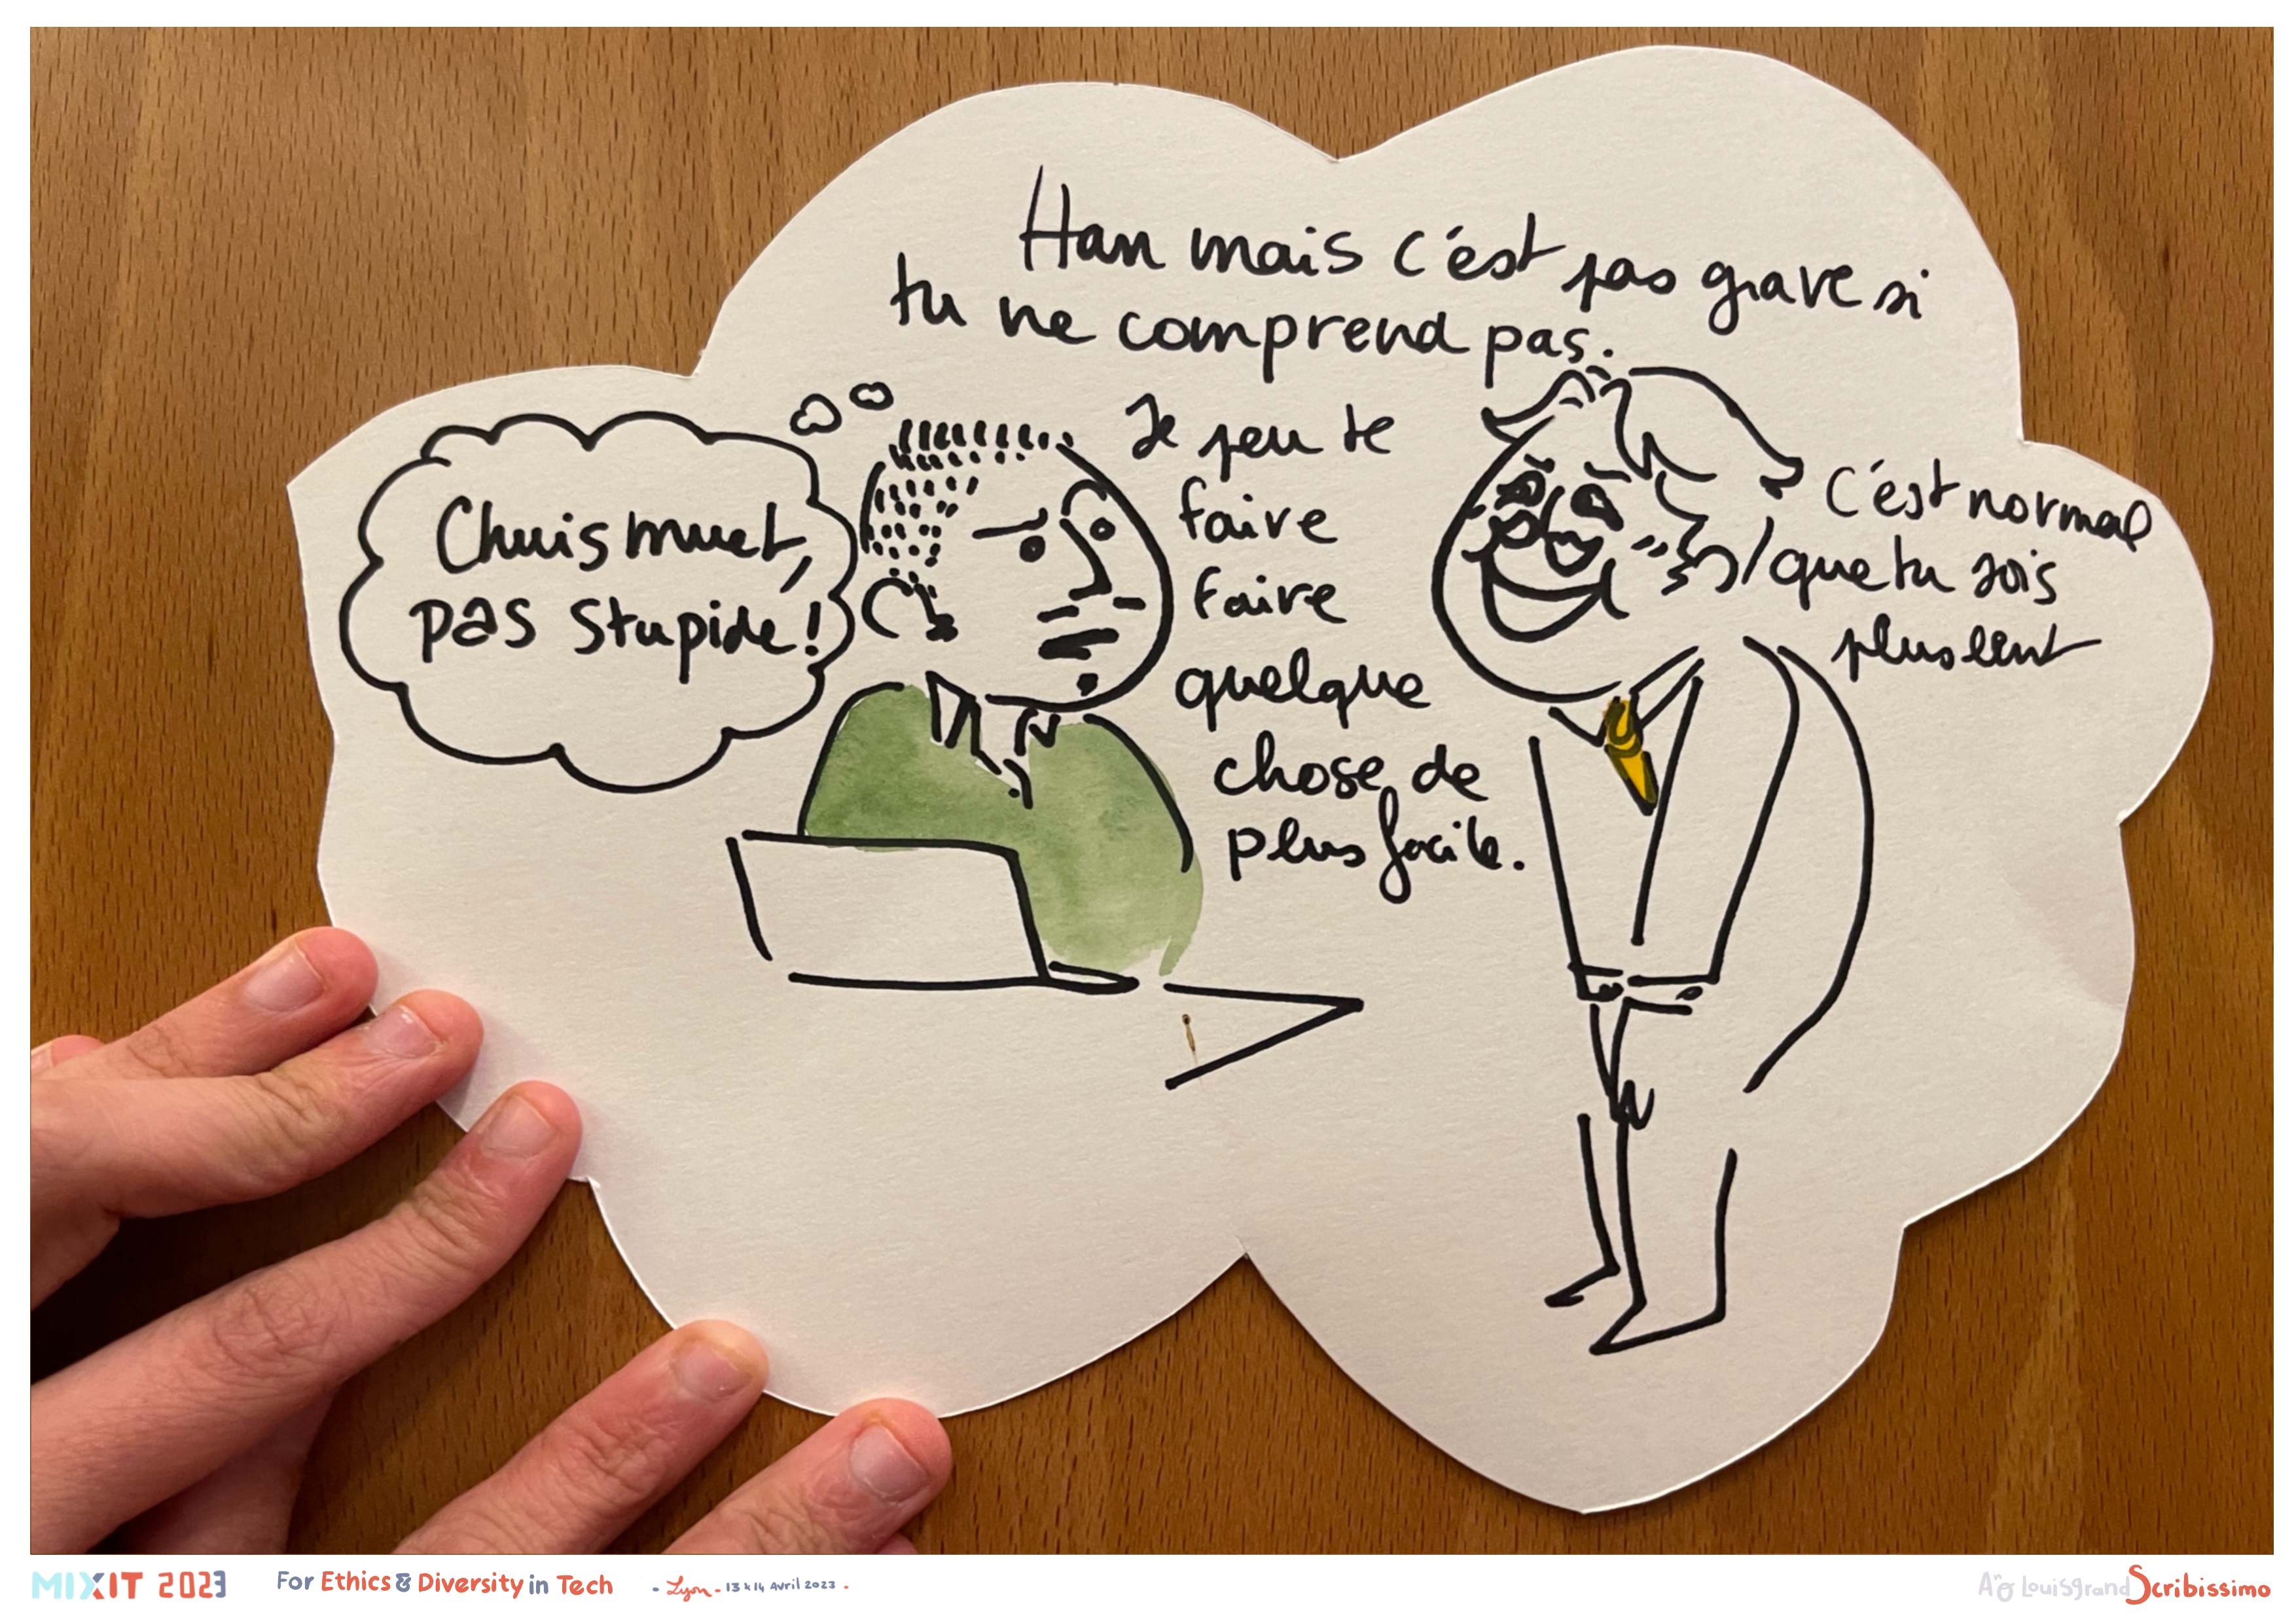 Han mais c'est pas grave si
tu ne comprend pas.
Je peu te
faire
faire
quelque
chose de
plus facile.
C'est normal
que tu sois
plus lent
Chuis muet,
pas stupide!
MIXIT 2023
For Ethics & Diversity in Tech
- Lyon - 13 & 14 Avril 2023 -
Louisgrand Scribissimo